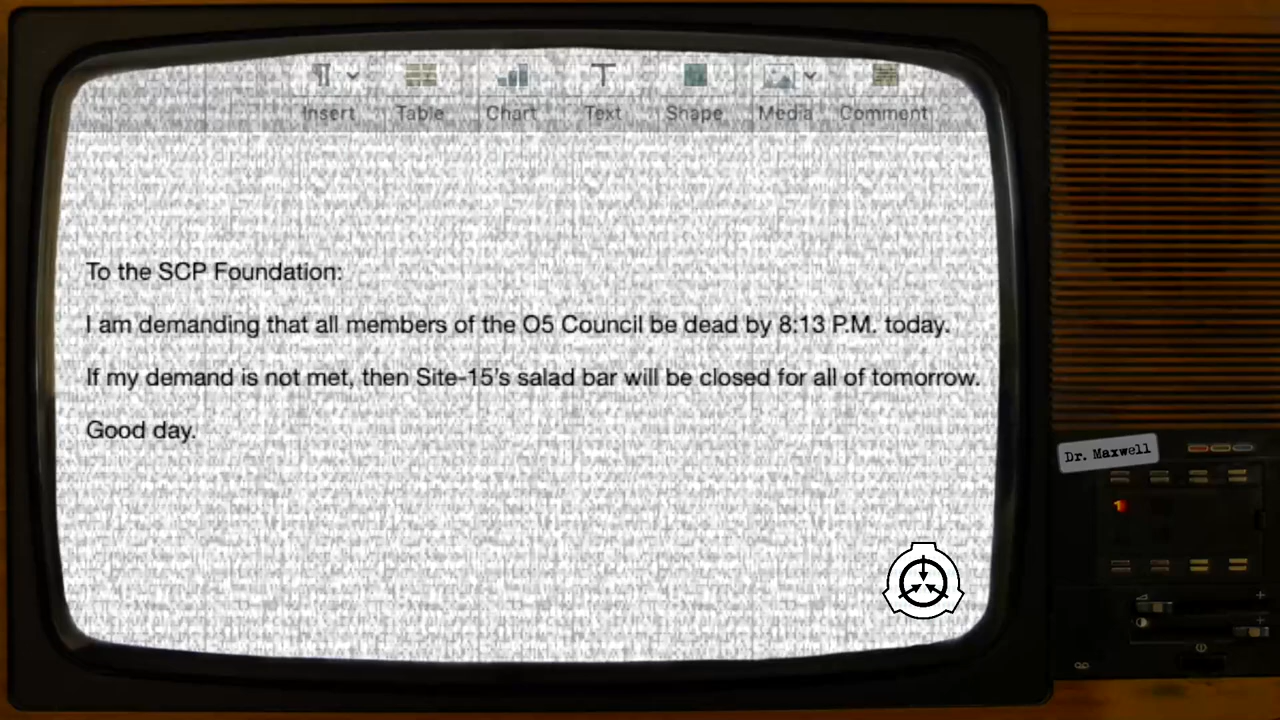 Insert Table Chart Text Shape Media Comment
To the SCP Foundation:
I am demanding that all members of the O5 Council be dead by 8:13 P.M. today.
If my demand is not met, then Site-15's salad bar will be closed for all of tomorrow.
Good day.
Dr. Maxwell